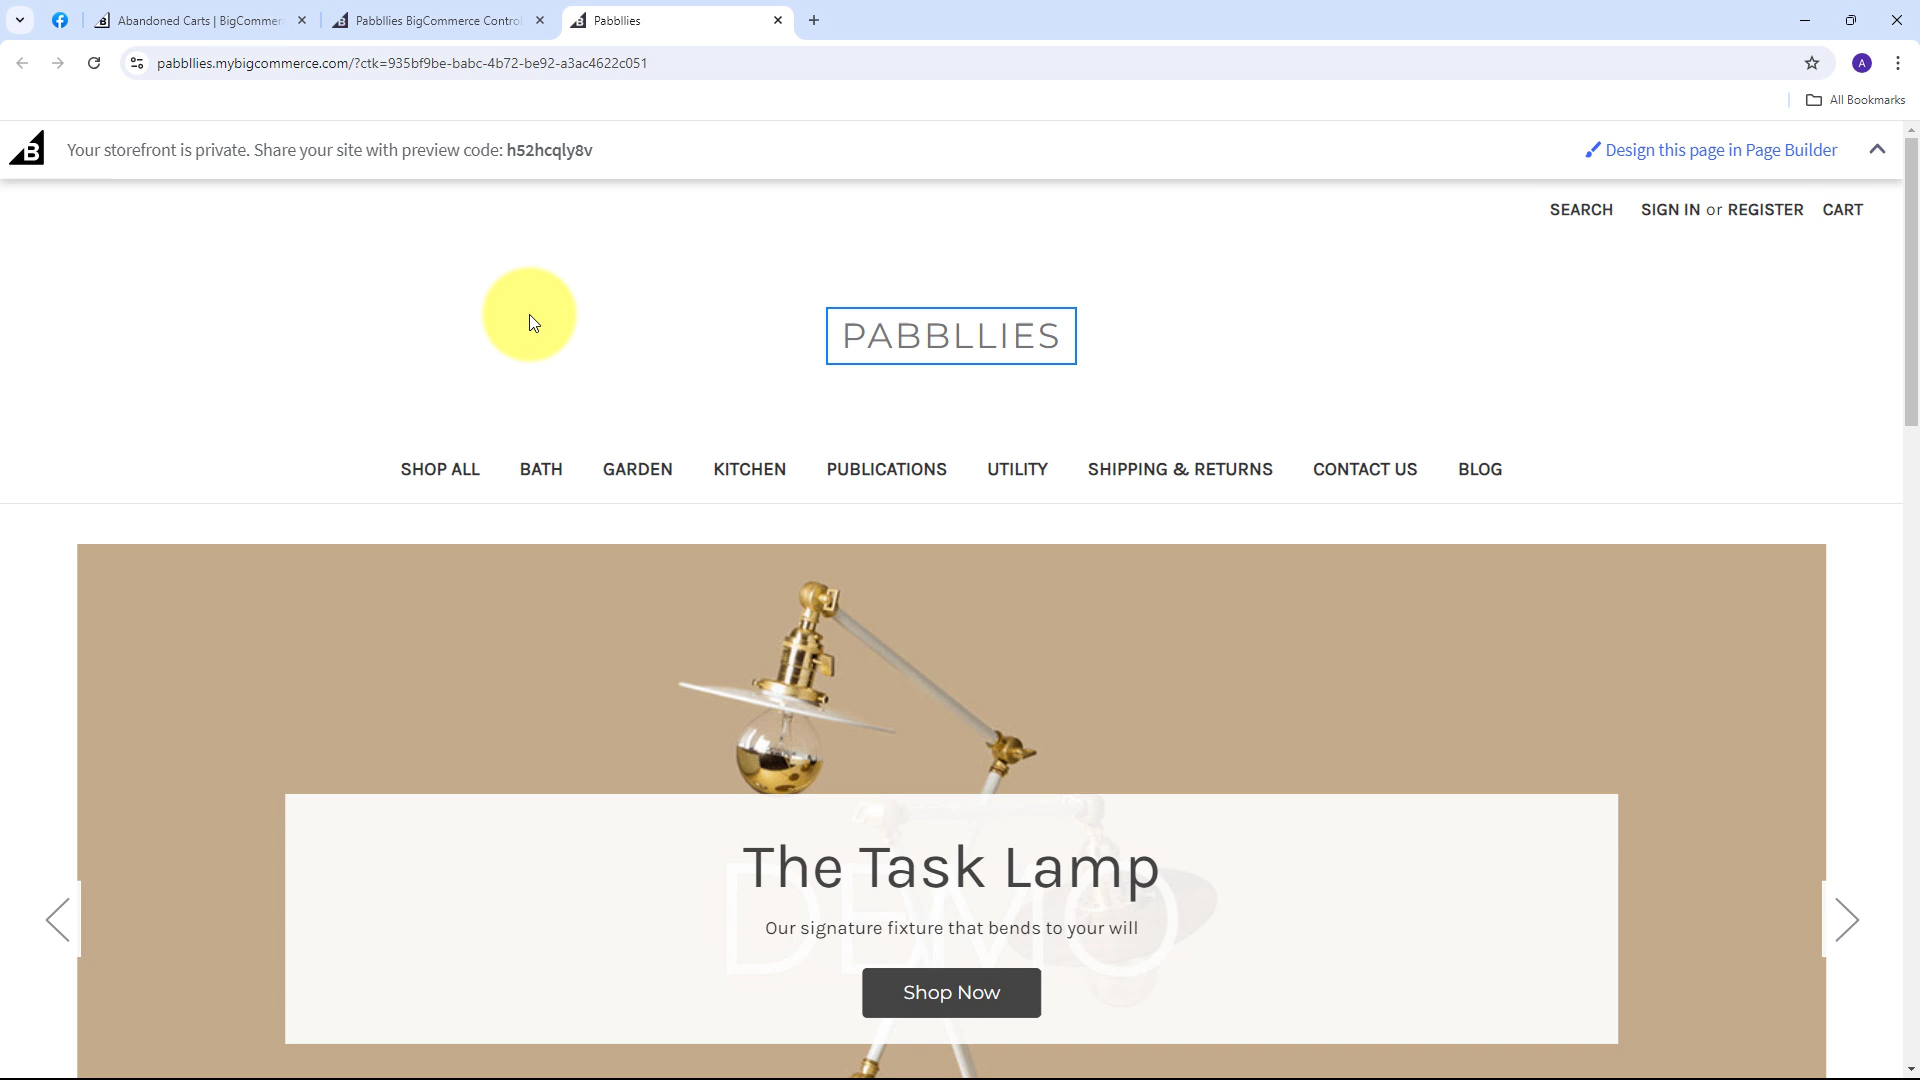 Abandoned Carts | BigCommer
Pabbllies BigCommerce Control
Pabbllies
pabbllies.mybigcommerce.com/?ctk=935bf9be-babc-4b72-be92-a3ac4622c051
A
All Bookmarks
B
Your storefront is private. Share your site with preview code: h52hcqly8v
Design this page in Page Builder
SEARCH SIGN IN or REGISTER CART
PABBLLIES
SHOP ALL BATH GARDEN KITCHEN PUBLICATIONS UTILITY SHIPPING & RETURNS CONTACT US BLOG
The Task Lamp
DEMO
Our signature fixture that bends to your will
Shop Now